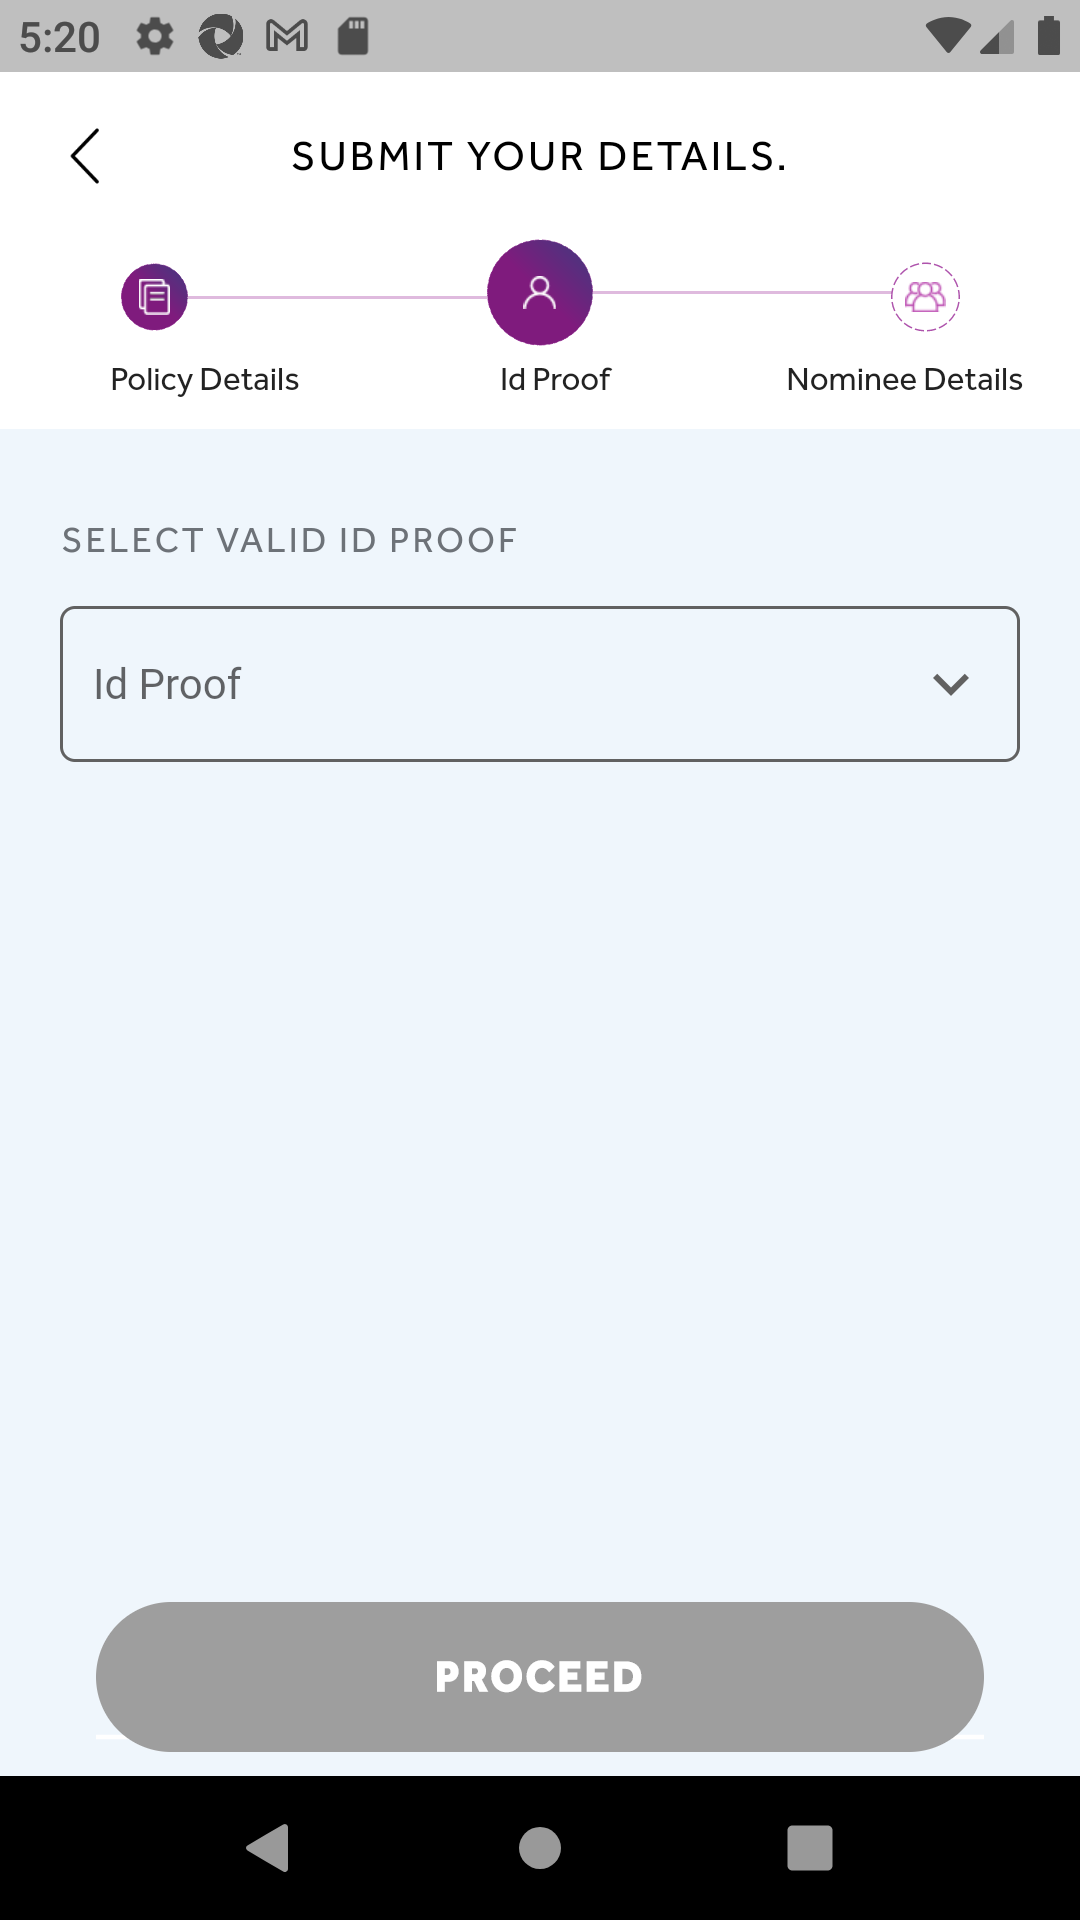 5:20
SUBMIT YOUR DETAILS.
Policy Details
Id Proof
Nominee Details
SELECT VALID ID PROOF
Id Proof
PROCEED